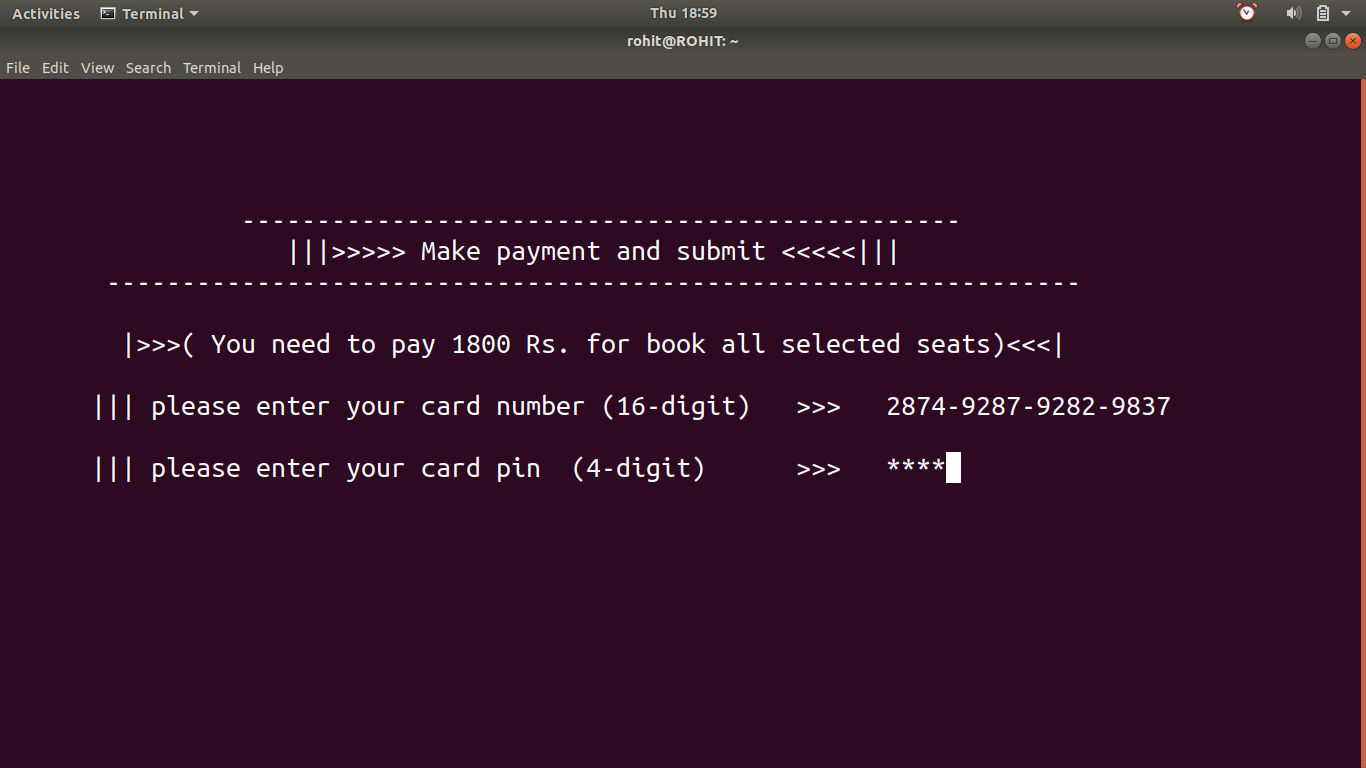 Activities Terminal Thu 18:59
rohit@ROHIT: ~
File Edit View Search Terminal Help
------------------------------------------------
|||>>>>> Make payment and submit <<<<<|||
-----------------------------------------------------------------
|>>>( You need to pay 1800 Rs. for book all selected seats)<<<|
||| please enter your card number (16-digit) >>> 2874-9287-9282-9837
||| please enter your card pin (4-digit) >>> ****